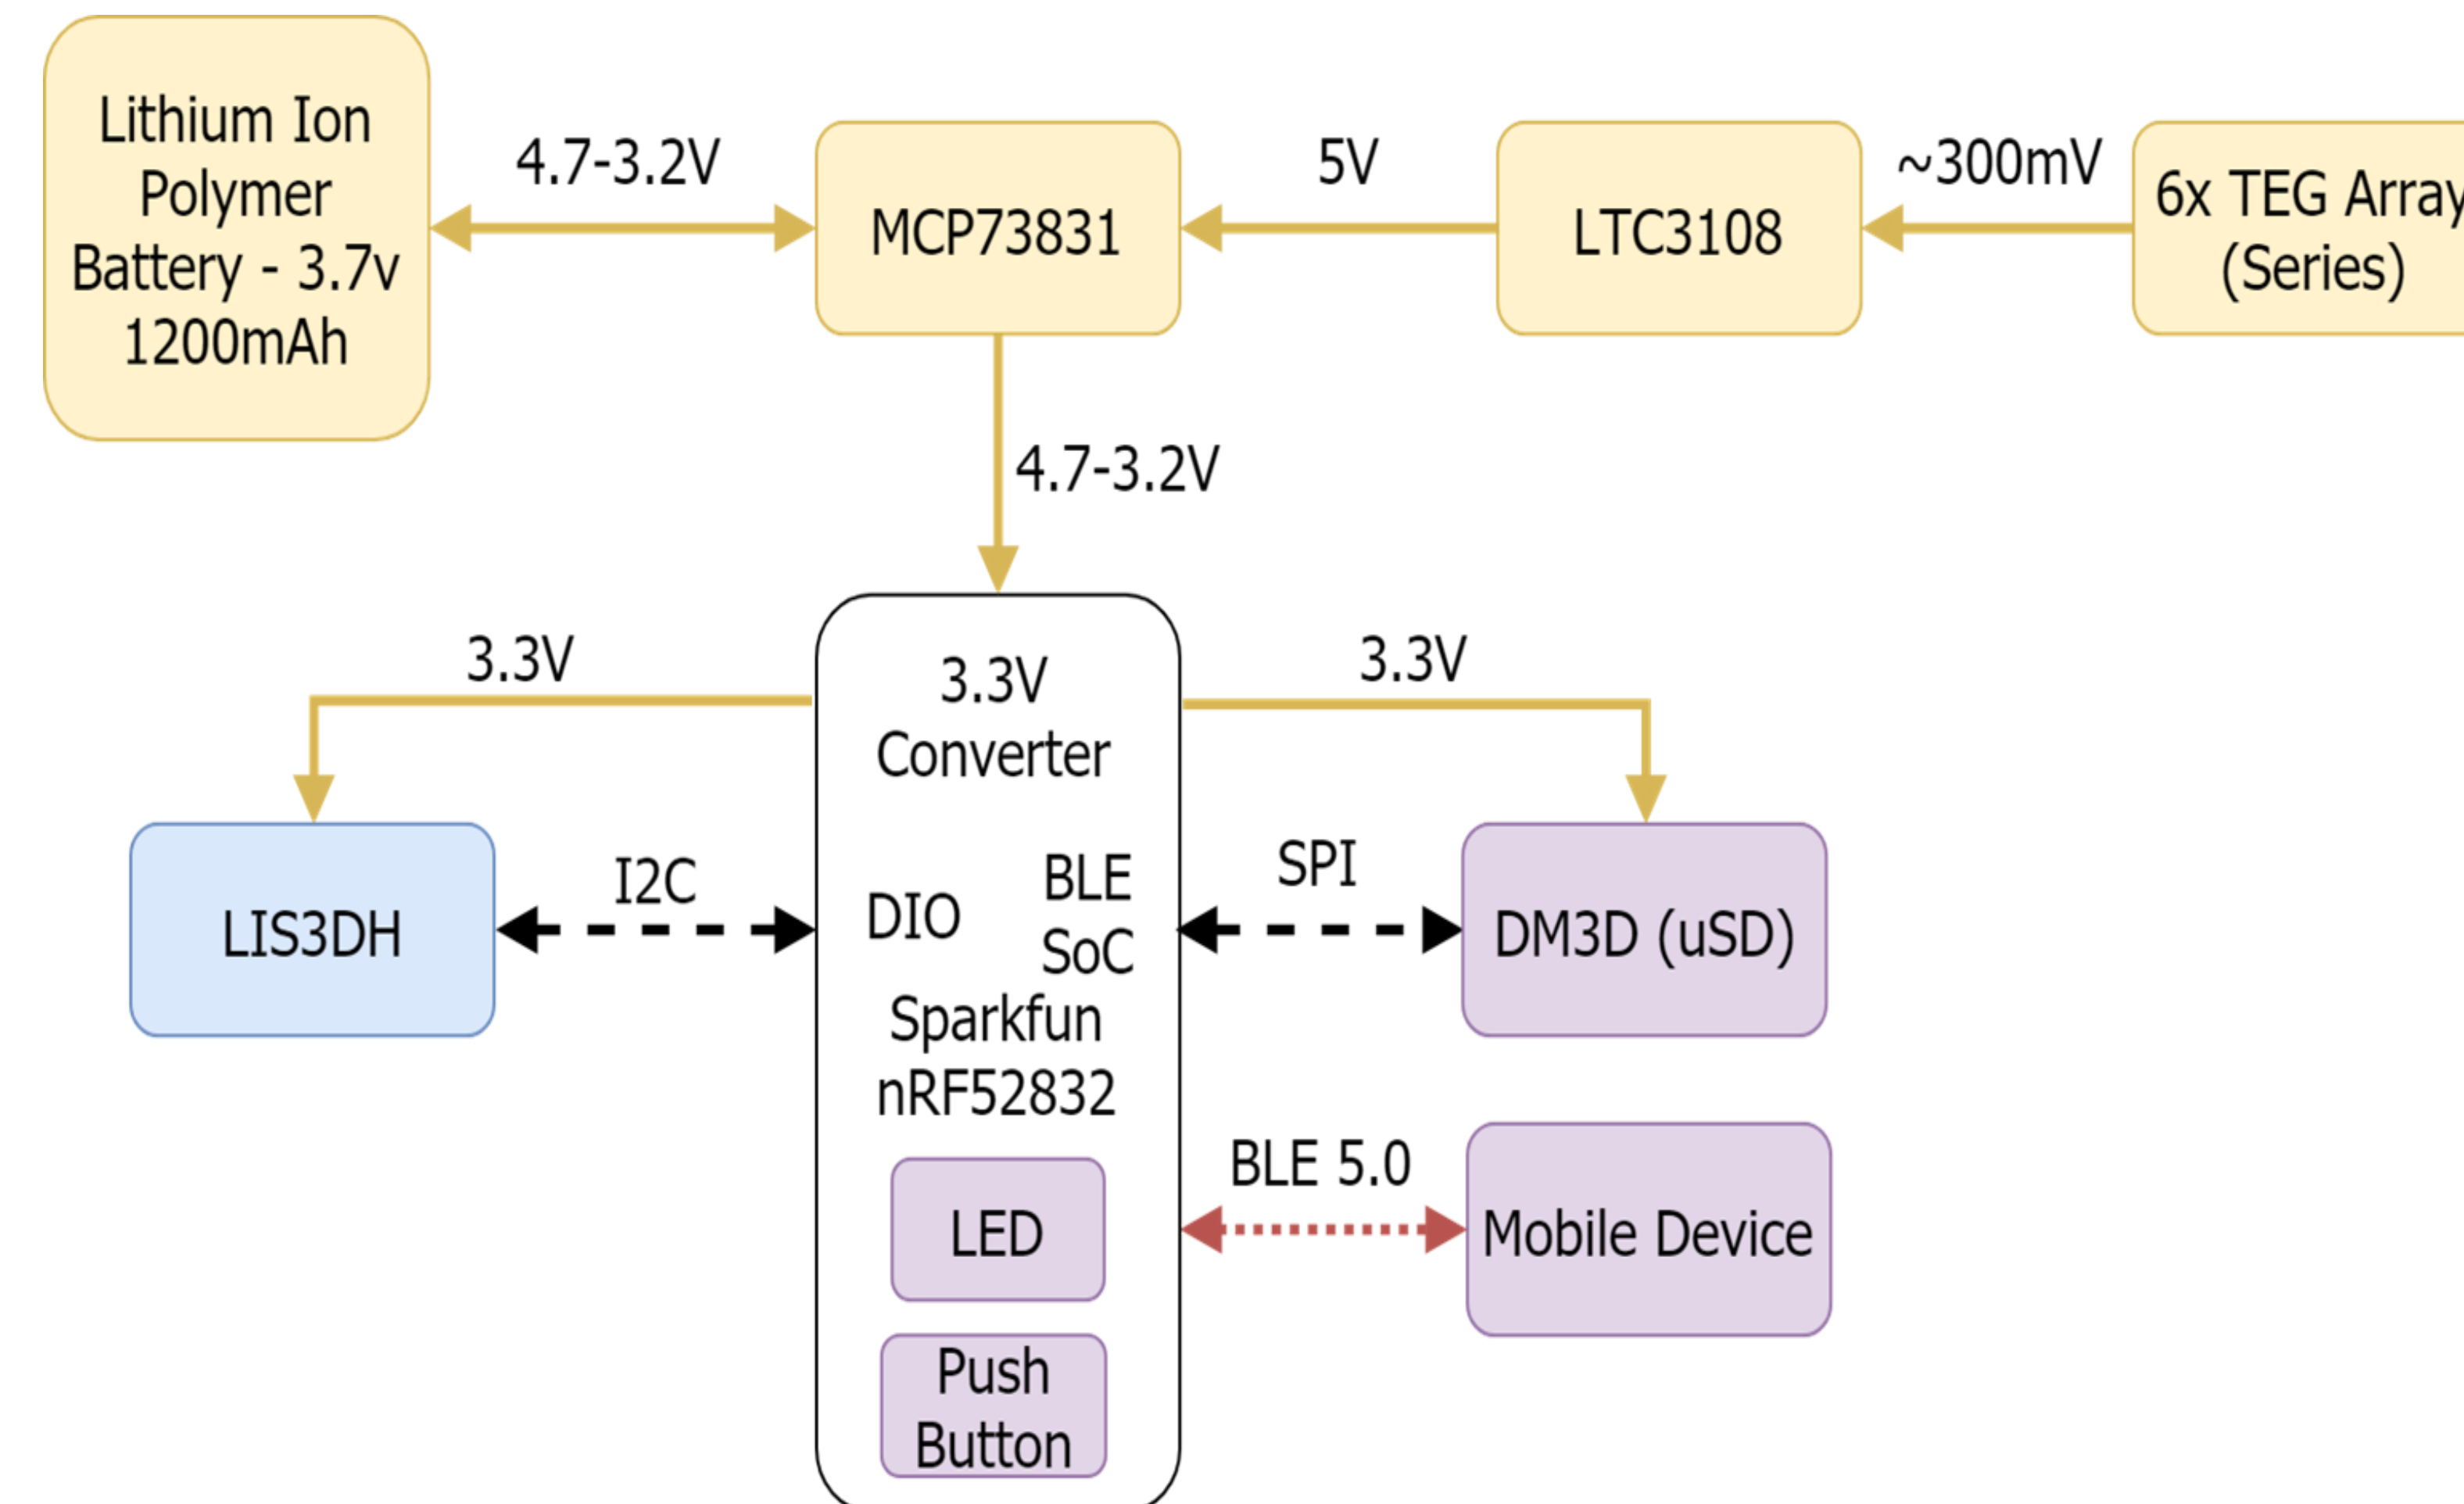 Lithium Ion
Polymer
Battery - 3.7v
1200mAh
4.7-3.2V
MCP73831
5V
LTC3108
~300mV
6x TEG Array
(Series)
4.7-3.2V
3.3V
3.3V
Converter
3.3V
LIS3DH
I2C
DIO
BLE
SoC
SPI
DM3D (uSD)
Sparkfun
nRF52832
LED
BLE 5.0
Mobile Device
Push
Button